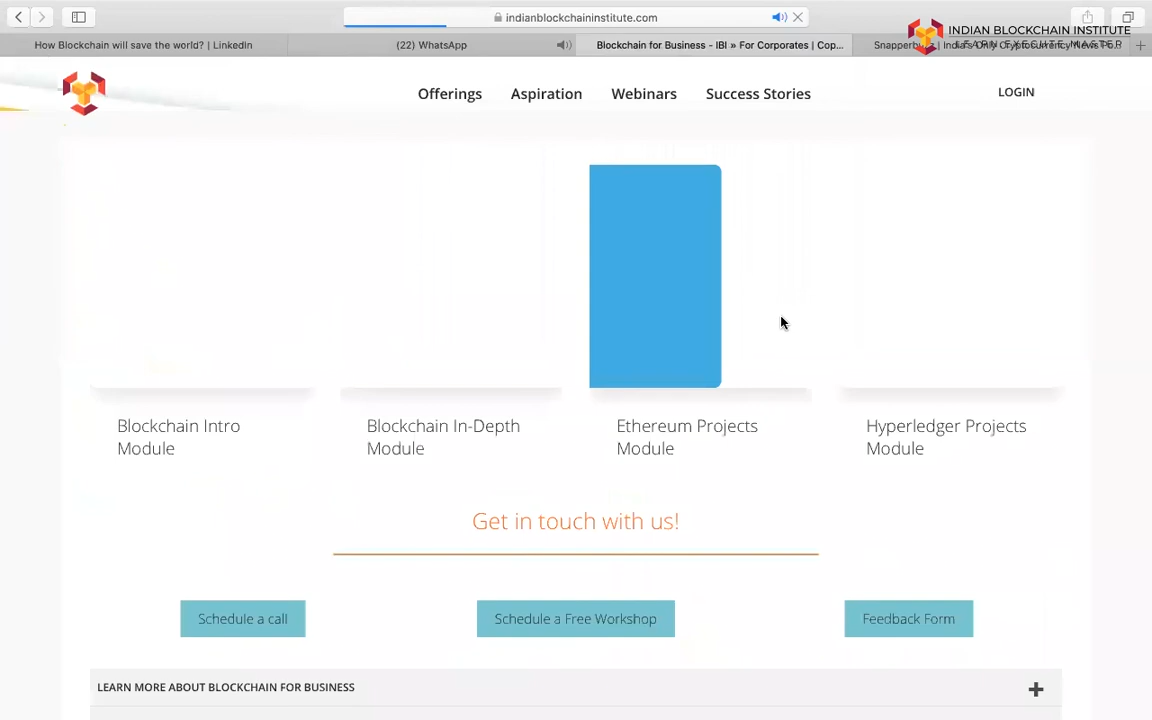 indianblockchaininstitute.com
INDIAN BLOCKCHAIN INSTITUTE
How Blockchain will save the world? | LinkedIn
(22) WhatsApp
Blockchain for Business - IBI » For Corporates | Cop...
Offerings
Aspiration
Webinars
Success Stories
LOGIN
Blockchain Intro
Module
Blockchain In-Depth
Module
Ethereum Projects
Module
Hyperledger Projects
Module
Get in touch with us!
Schedule a call
Schedule a Free Workshop
Feedback Form
LEARN MORE ABOUT BLOCKCHAIN FOR BUSINESS